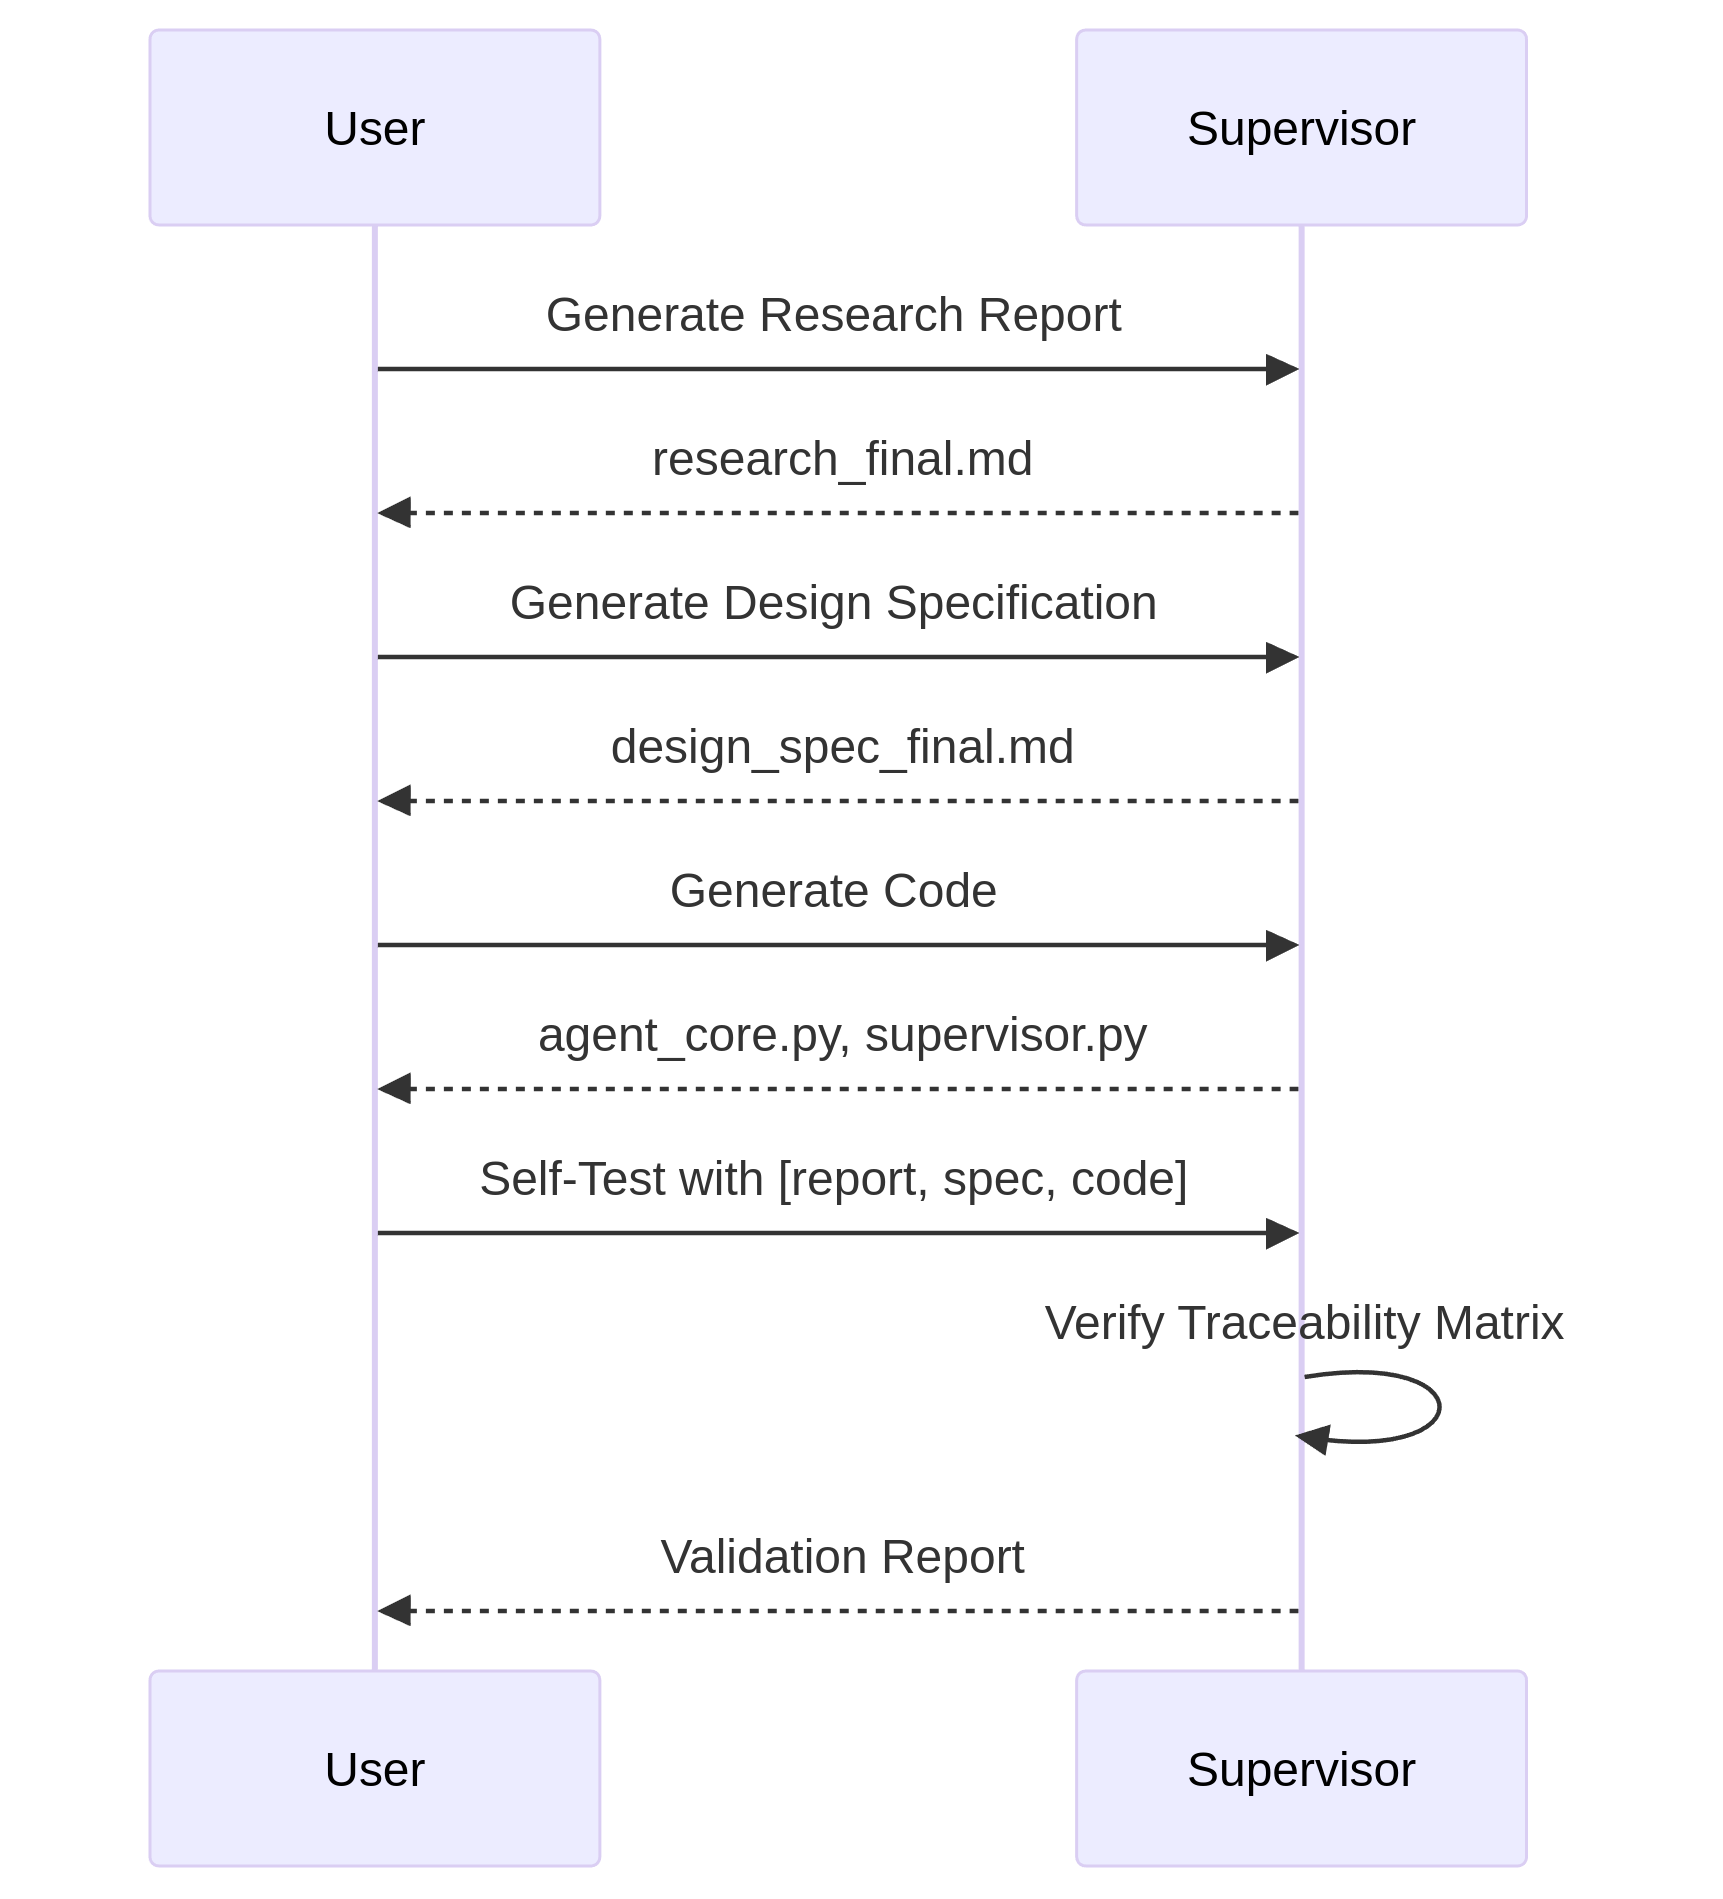 User
Supervisor
Generate Research Report
research_final.md
Generate Design Specification
design_spec_final.md
Generate Code
agent_core.py, supervisor.py
Self-Test with [report, spec, code]
Verify Traceability Matrix
Validation Report
User
Supervisor